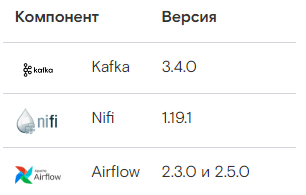 Компонент Версия
kafka Kafka 3.4.0
nifi Nifi 1.19.1
Airflow Airflow 2.3.0 и 2.5.0